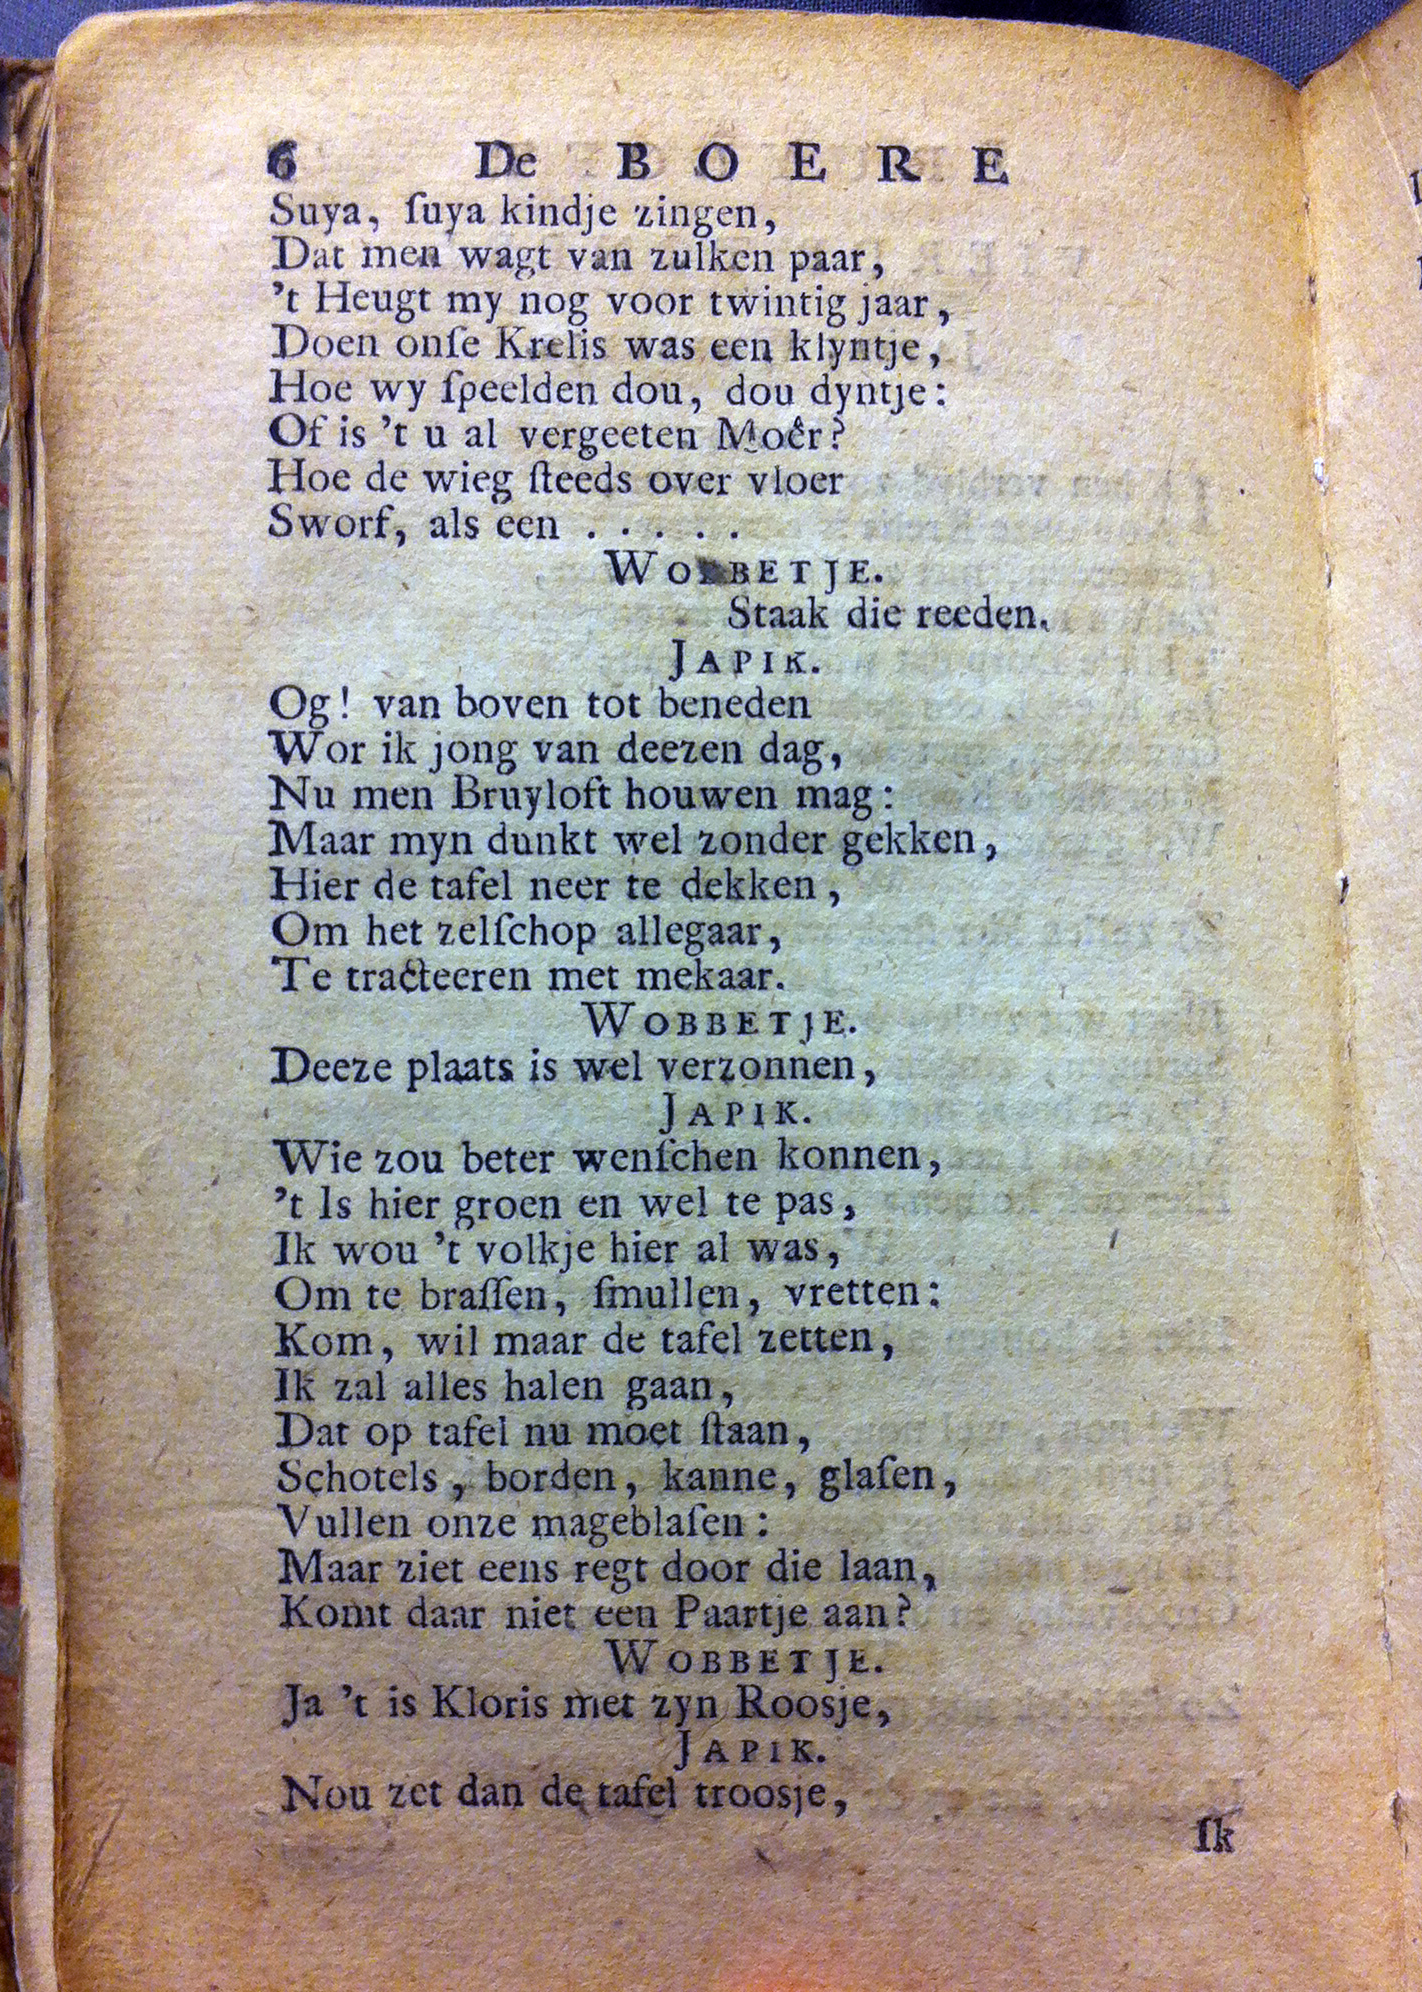 6 De BOERE
Suya, ſuya kindje zingen,
Dat men wagt van zulken paar,
't Heugt my nog voor twintig jaar,
Doen onſe Krelis was een klyntje,
Hoe wy ſpeelden dou, dou dyntje:
Of is 't u al vergeeten Moêr?
Hoe de wieg ſteeds over vloer
Sworf, als een . . . . .
WOBBETJE.
Staak die reeden.
JAPIK.
Og! van boven tot beneden
Wor ik jong van deezen dag,
Nu men Bruyloft houwen mag:
Maar myn dunkt wel zonder gekken,
Hier de tafel neer te dekken,
Om het zelſchop allegaar,
Te tracteeren met mekaar.
WOBBETJE.
Deeze plaats is wel verzonnen,
JAPIK.
Wie zou beter wenſchen konnen,
't Is hier groen en wel te pas,
Ik wou 't volkje hier al was,
Om te braſſen, ſmullen, vretten:
Kom, wil maar de tafel zetten,
Ik zal alles halen gaan,
Dat op tafel nu moet ſtaan,
Schotels, borden, kanne, glaſen,
Vullen onze mageblaſen:
Maar ziet eens regt door die laan,
Komt daar niet een Paartje aan?
WOBBETJE.
Ja 't is Kloris met zyn Roosje,
JAPIK.
Nou zet dan de tafel troosje,
Ik